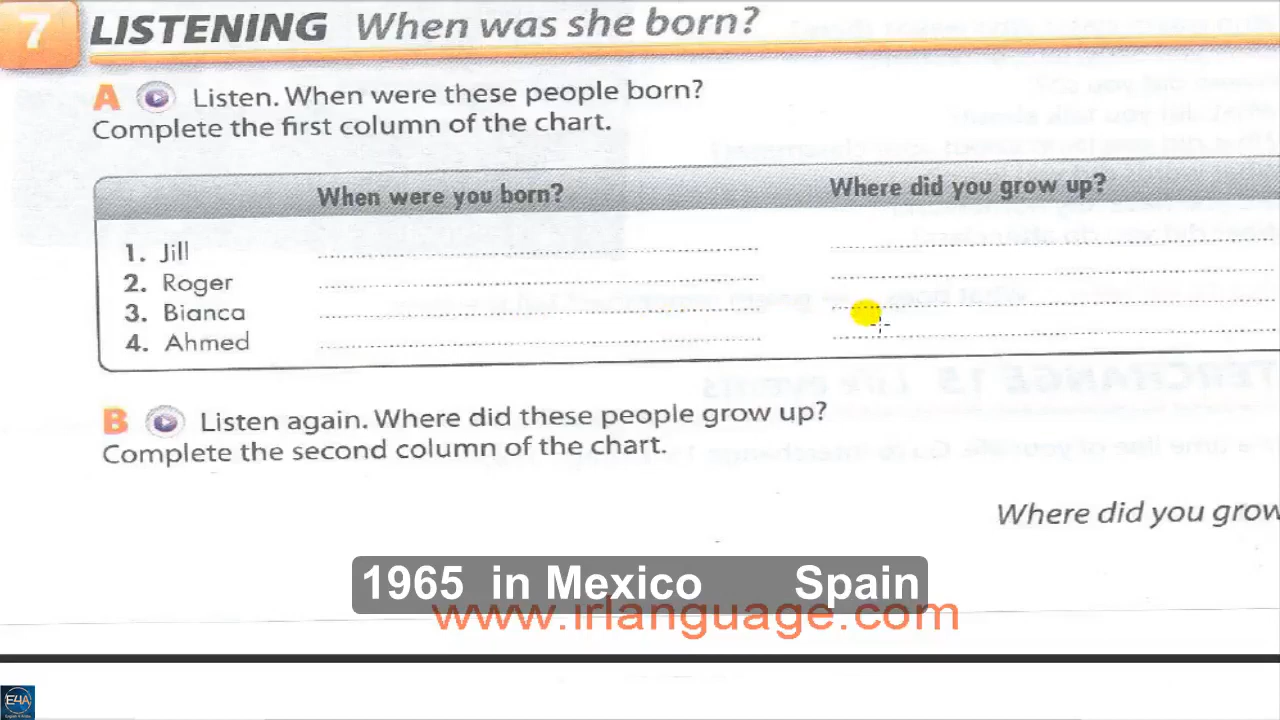 7 LISTENING When was she born?
A Listen. When were these people born?
Complete the first column of the chart.
When were you born? Where did you grow up?
1. Jill
2. Roger
3. Bianca
4. Ahmed
B Listen again. Where did these people grow up?
Complete the second column of the chart.
Where did you grow
1965 in Mexico Spain
www.irlanguage.com
E4A